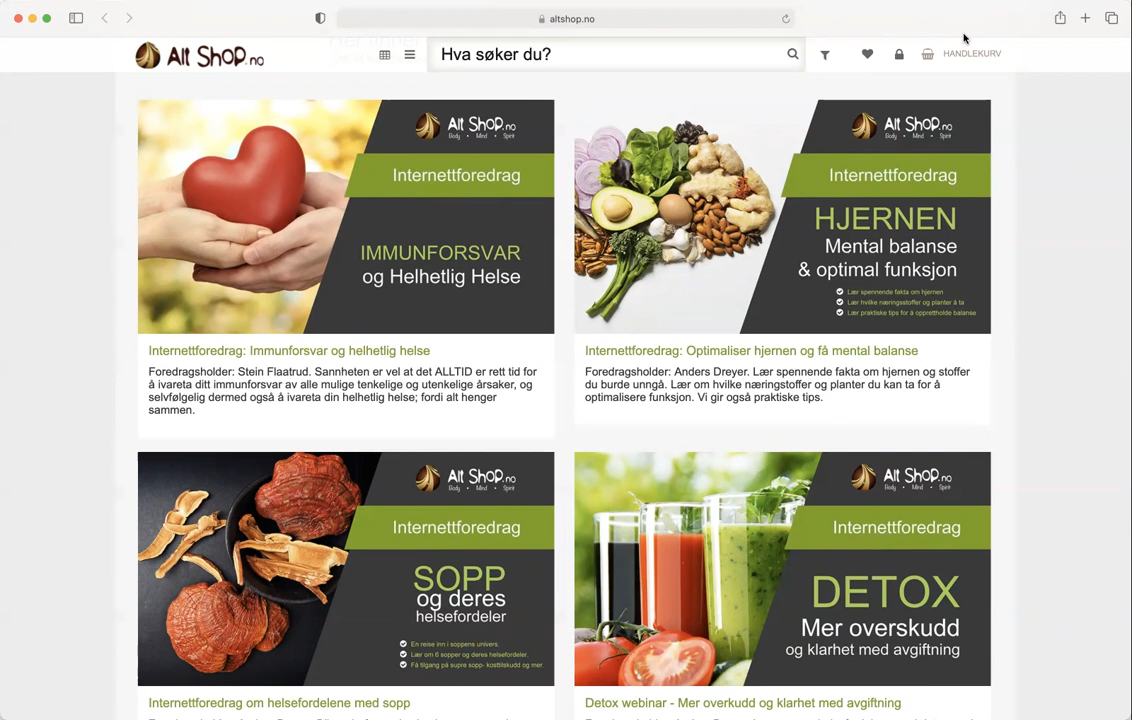 altshop.no
Alt Shop.no
Hva søker du?
HANDLEKURV
Alt Shop.no
Body • Mind • Spirit
Internettforedrag
IMMUNFORSVAR
og Helhetlig Helse
Internettforedrag: Immunforsvar og helhetlig helse
Foredragsholder: Stein Flaatrud. Sannheten er vel at det ALLTID er rett tid for
å ivareta ditt immunforsvar av alle mulige tenkelige og utenkelige årsaker, og
selvfølgelig dermed også å ivareta din helhetlig helse; fordi alt henger
sammen.
Alt Shop.no
Body • Mind • Spirit
Internettforedrag
HJERNEN
Mental balanse
& optimal funksjon
Lær spennende fakta om hjernen
Lær hvilke næringsstoffer og planter å ta
Lær praktiske tips for å opprettholde balanse
Internettforedrag: Optimaliser hjernen og få mental balanse
Foredragsholder: Anders Dreyer. Lær spennende fakta om hjernen og stoffer
du burde unngå. Lær om hvilke næringstoffer og planter du kan ta for å
optimalisere funksjon. Vi gir også praktiske tips.
Alt Shop.no
Body • Mind • Spirit
Internettforedrag
SOPP
og deres
helsefordeler
En reise inn i soppens univers.
Lær om 6 sopper og deres helsefordeler.
Få tilgang på supre sopp- kosttilskudd og mer
Internettforedrag om helsefordelene med sopp
Alt Shop.no
Body • Mind • Spirit
Internettforedrag
DETOX
Mer overskudd
og klarhet med avgiftning
Detox webinar - Mer overkudd og klarhet med avgiftning